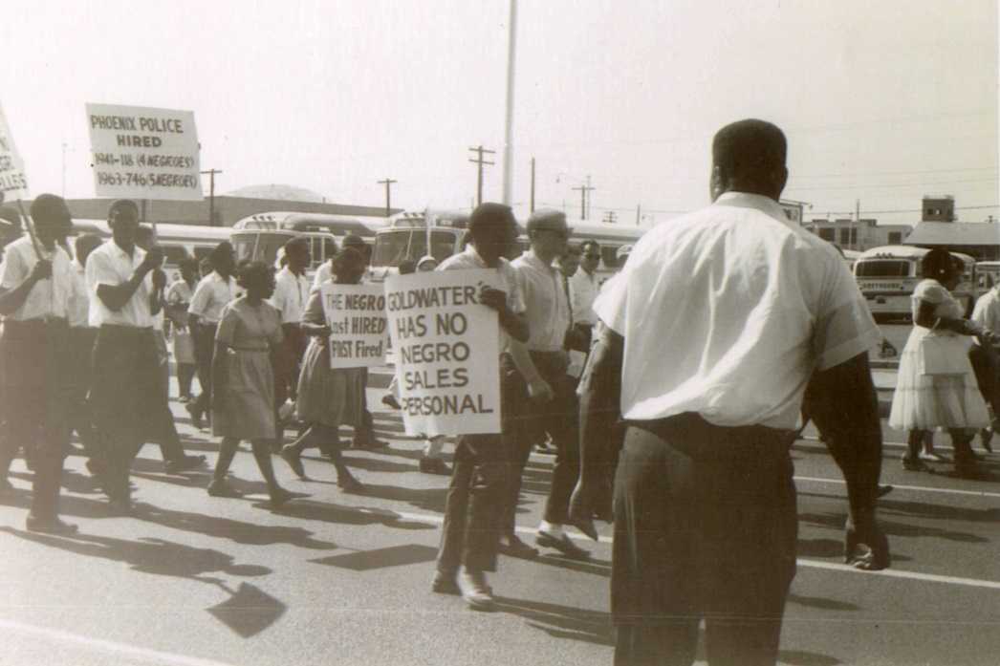 PHOENIX POLICE
HIRED
1941-118 (4 NEGROES)
1963-746 (5 NEGROES)
THE NEGRO
Last HIRED
FIRST Fired
GOLDWATER'S
HAS NO
NEGRO
SALES
PERSONAL
GREYHOUND